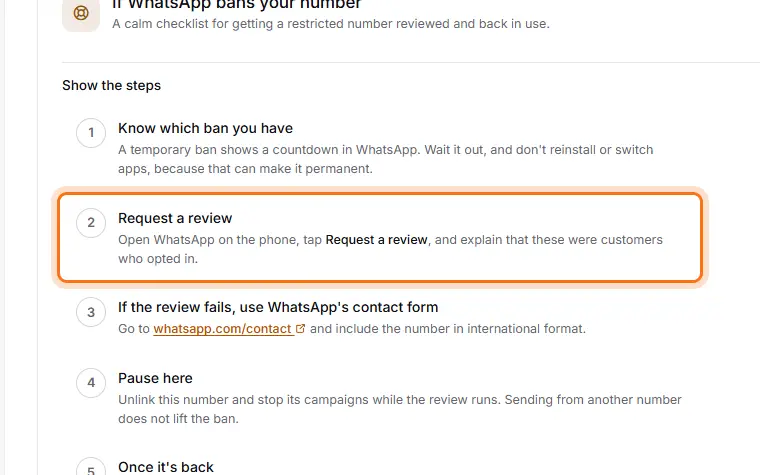 If WhatsApp bans your number
A calm checklist for getting a restricted number reviewed and back in use.
Show the steps
1
Know which ban you have
A temporary ban shows a countdown in WhatsApp. Wait it out, and don't reinstall or switch
apps, because that can make it permanent.
2
Request a review
Open WhatsApp on the phone, tap Request a review, and explain that these were customers
who opted in.
3
If the review fails, use WhatsApp's contact form
Go to whatsapp.com/contact and include the number in international format.
4
Pause here
Unlink this number and stop its campaigns while the review runs. Sending from another number
does not lift the ban.
5
Once it's back